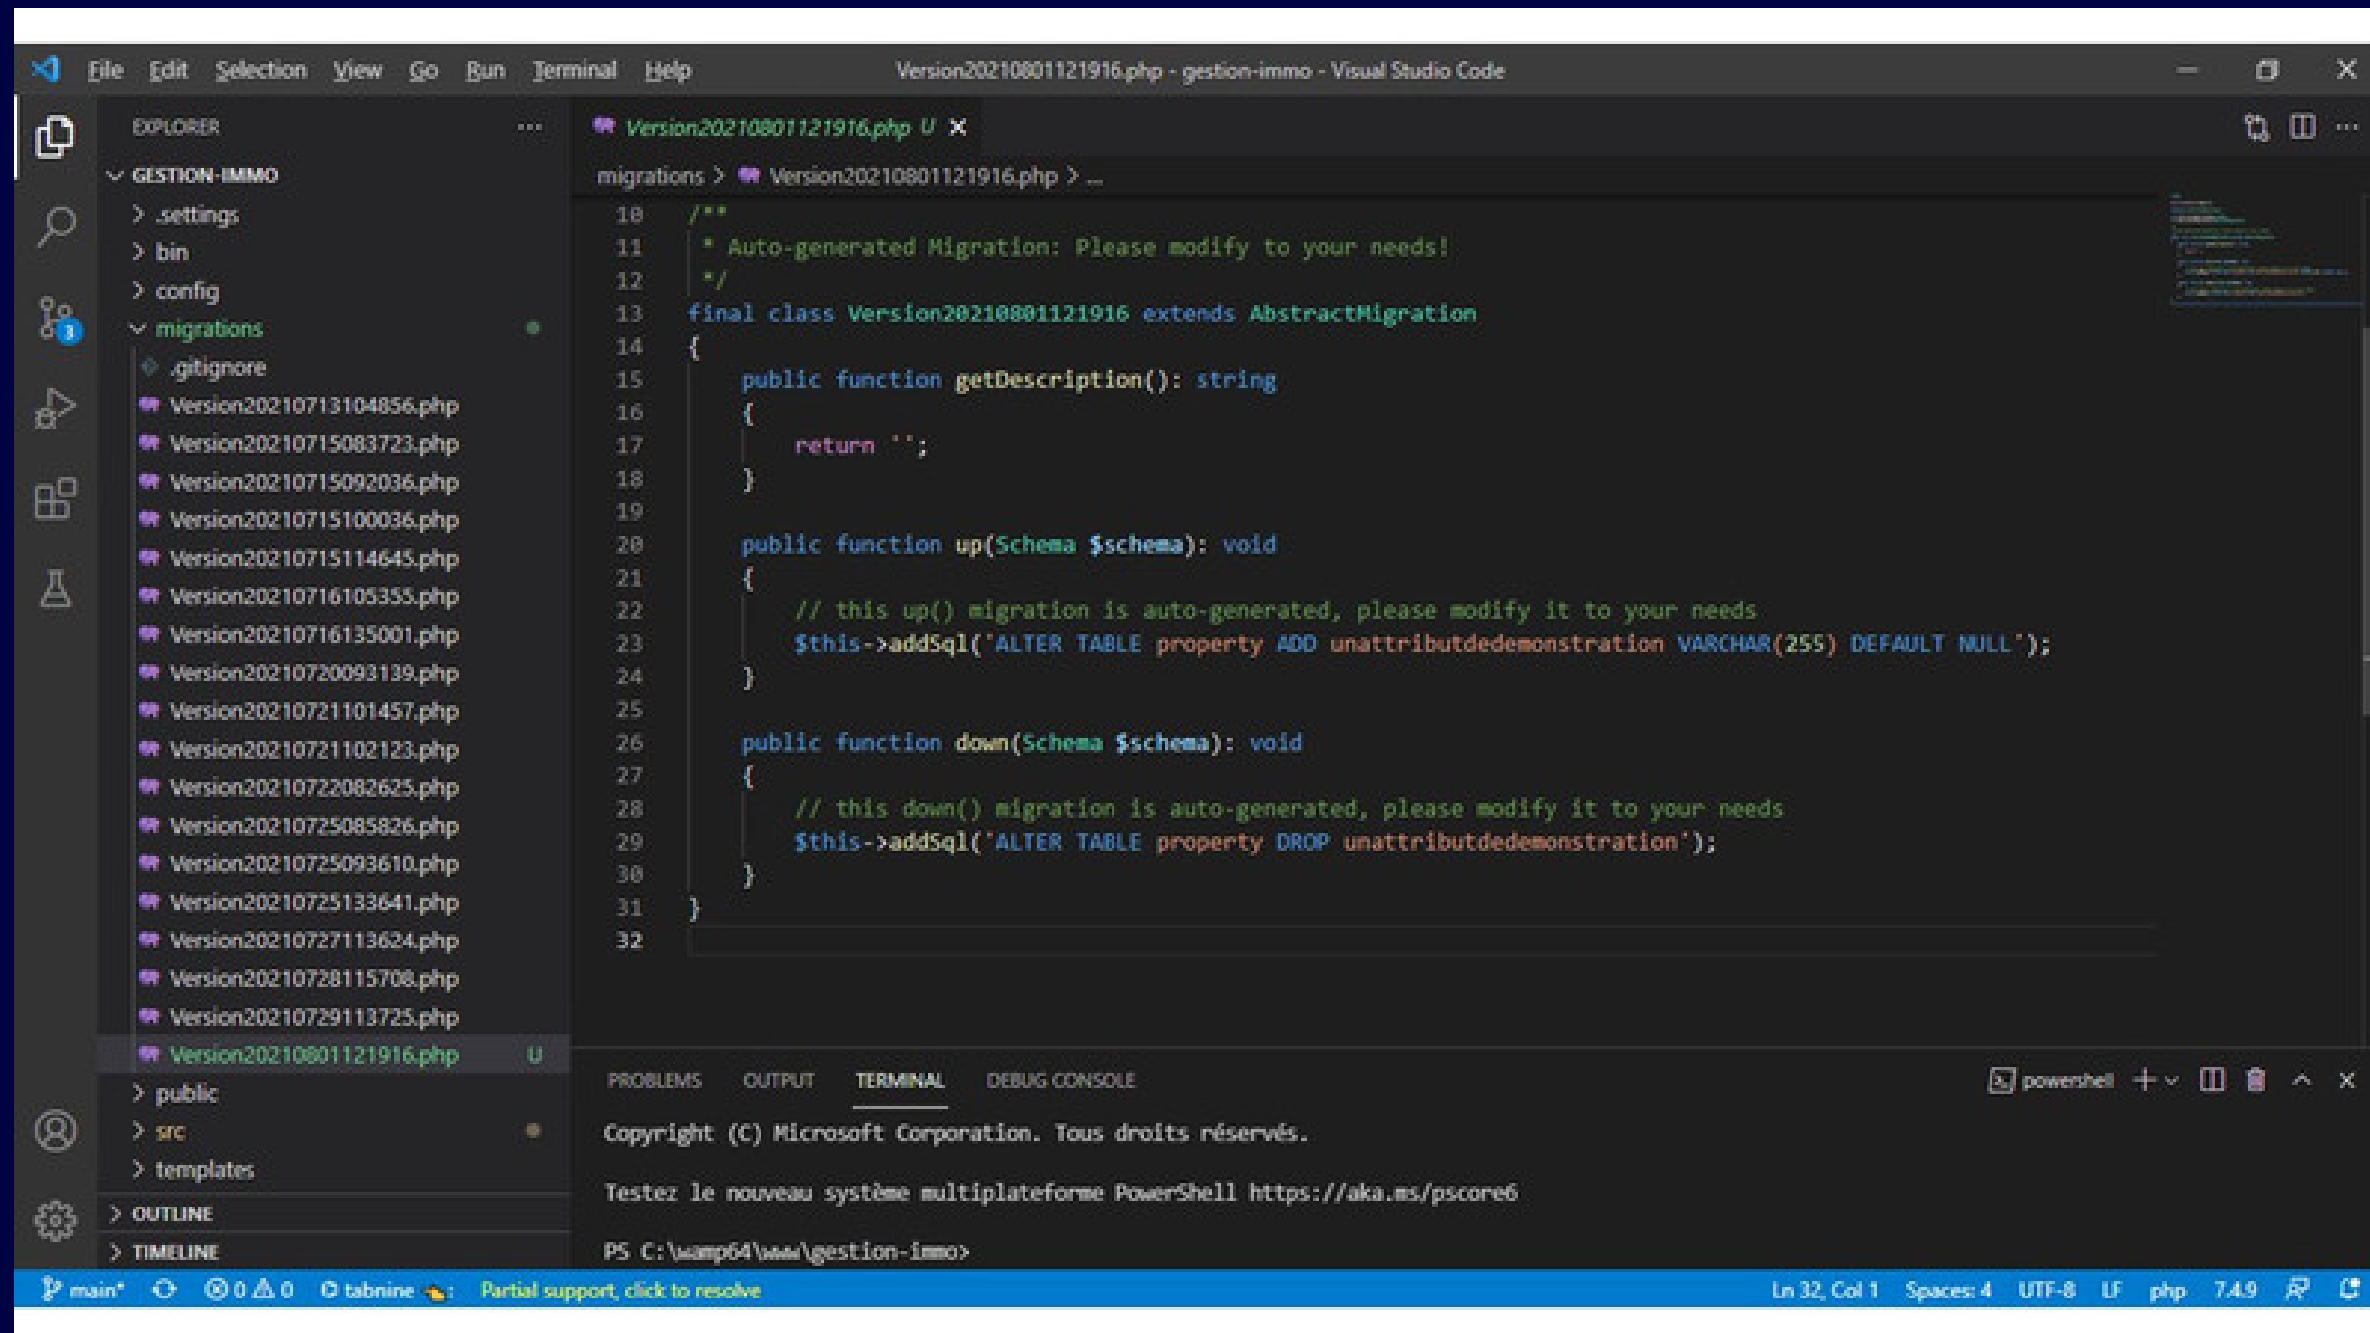 File Edit Selection View Go Run Terminal Help
Version20210801121916.php - gestion-immo - Visual Studio Code
EXPLORER
GESTION-IMMO
.settings
bin
config
migrations
.gitignore
Version20210713104856.php
Version20210715083723.php
Version20210715092036.php
Version20210715100036.php
Version20210715114645.php
Version20210716105355.php
Version20210716135001.php
Version20210720093139.php
Version20210721101457.php
Version20210721102123.php
Version20210722082625.php
Version20210725085826.php
Version20210725093610.php
Version20210725133641.php
Version20210727113624.php
Version20210728115708.php
Version20210729113725.php
Version20210801121916.php U
public
src
templates
OUTLINE
TIMELINE
3
Version20210801121916.php U
migrations > Version20210801121916.php > ...
10 /**
11 * Auto-generated Migration: Please modify to your needs!
12 */
13 final class Version20210801121916 extends AbstractMigration
14 {
15 public function getDescription(): string
16 {
17 return '';
18 }
19
20 public function up(Schema $schema): void
21 {
22 // this up() migration is auto-generated, please modify it to your needs
23 $this->addSql('ALTER TABLE property ADD unattributdedemonstration VARCHAR(255) DEFAULT NULL');
24 }
25
26 public function down(Schema $schema): void
27 {
28 // this down() migration is auto-generated, please modify it to your needs
29 $this->addSql('ALTER TABLE property DROP unattributdedemonstration');
30 }
31 }
32
PROBLEMS OUTPUT TERMINAL DEBUG CONSOLE
powershell
Copyright (C) Microsoft Corporation. Tous droits réservés.
Testez le nouveau système multiplateforme PowerShell https://aka.ms/pscore6
PS C:\wamp64\www\gestion-immo>
main* 0 0 tabnine : Partial support, click to resolve
Ln 32, Col 1 Spaces: 4 UTF-8 LF php 7.4.9